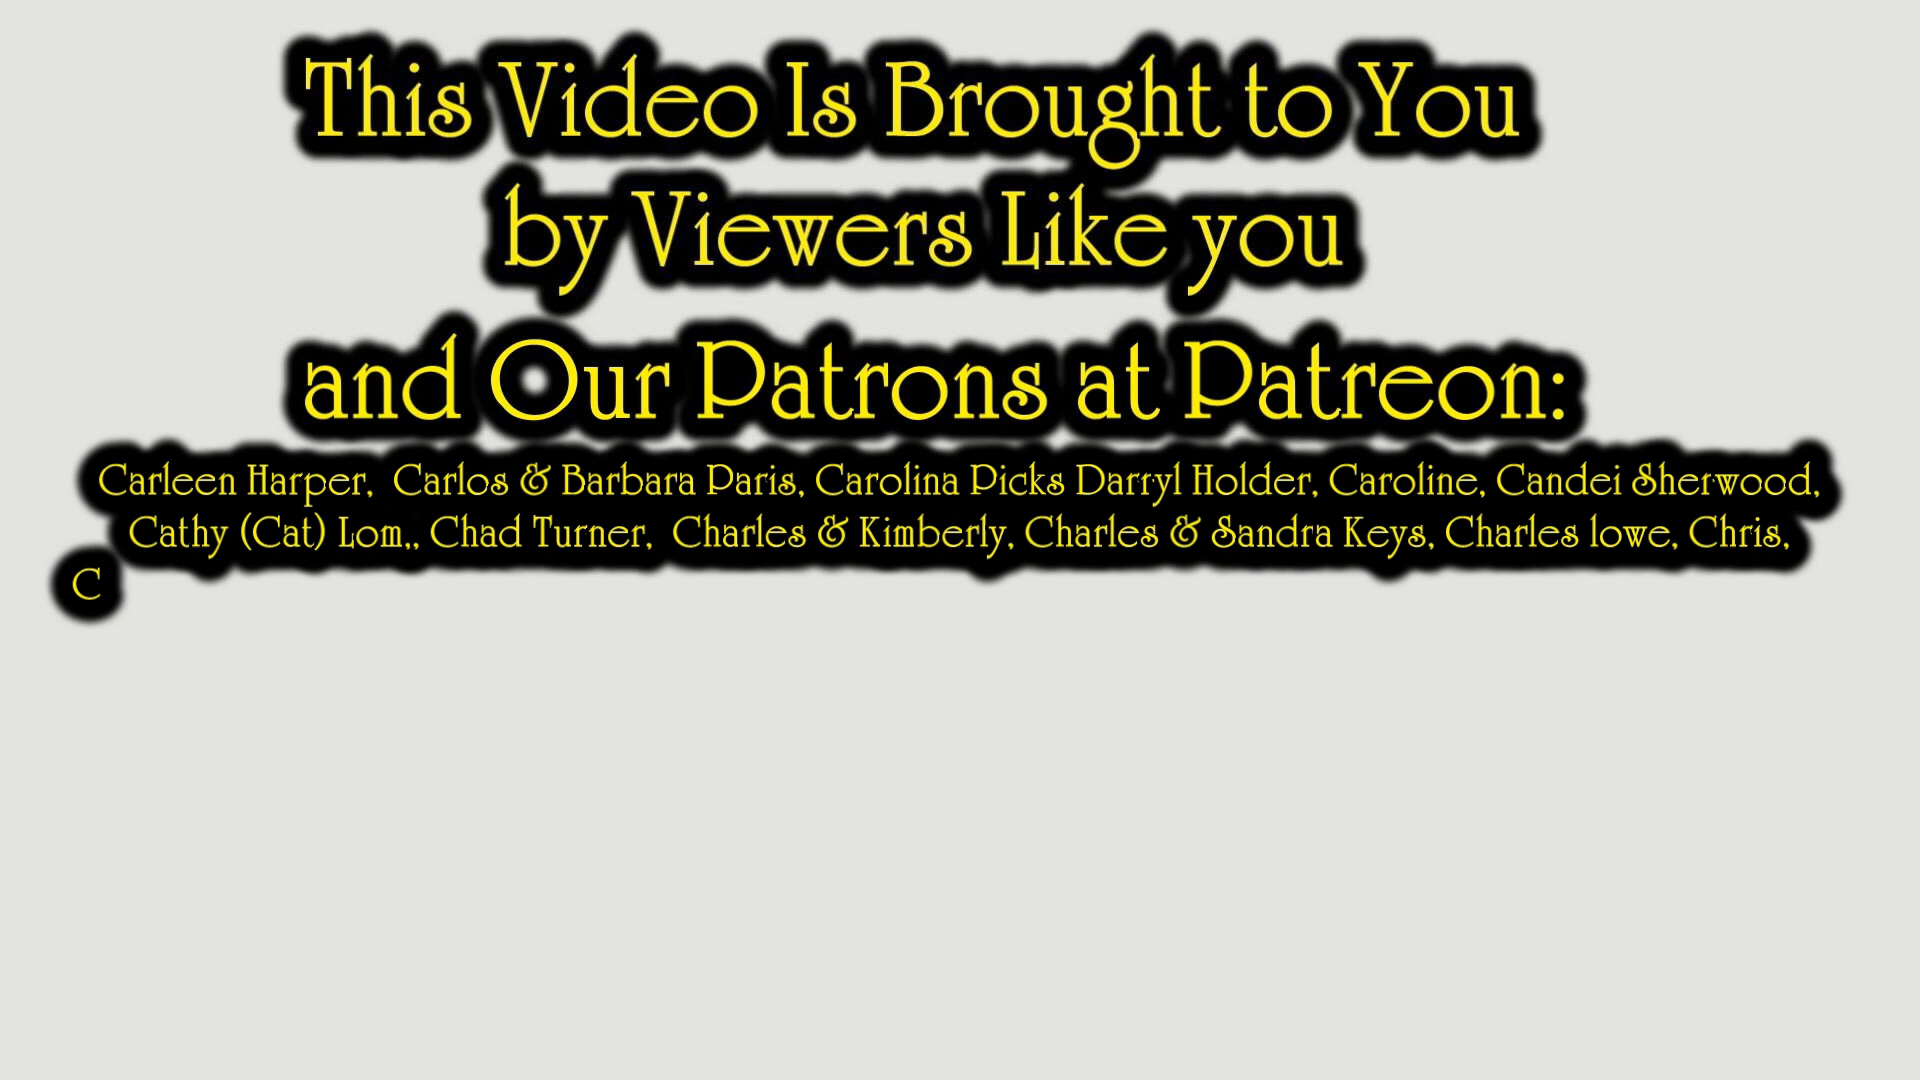 This Video Is Brought to You
by Viewers Like you
and Our Patrons at Patreon:
Carleen Harper,  Carlos & Barbara Paris, Carolina Picks Darryl Holder, Caroline, Candei Sherwood,
Cathy (Cat) Lom,, Chad Turner,  Charles & Kimberly, Charles & Sandra Keys, Charles lowe, Chris,
C